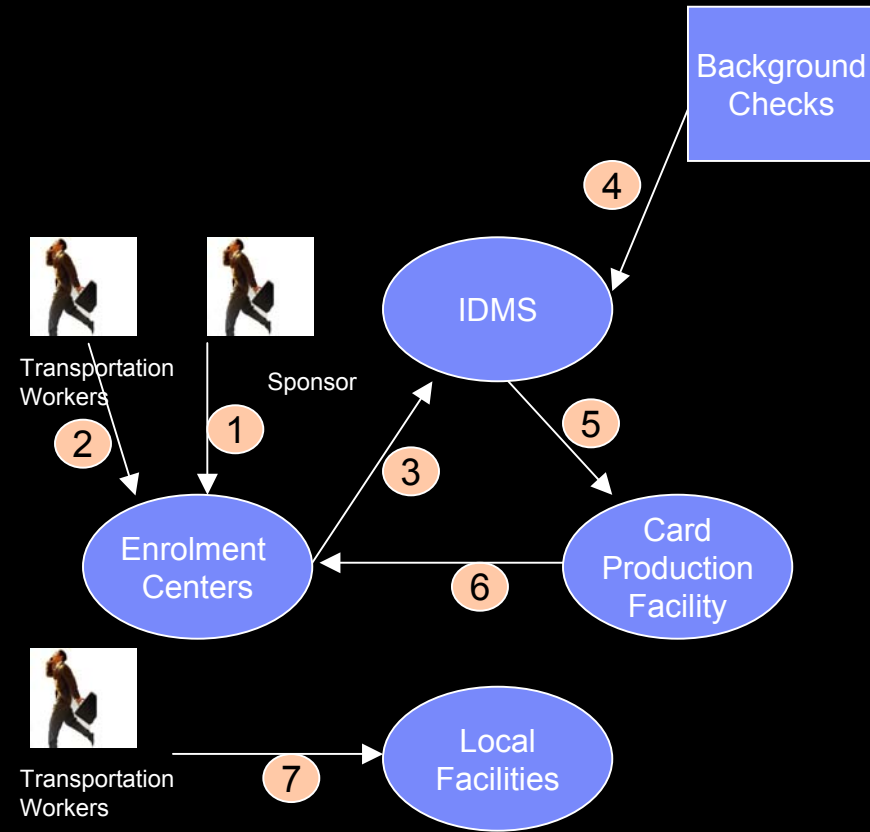 Background
Checks
4
IDMS
Transportation
Workers
Sponsor
2
1
3
5
Enrolment
Centers
Card
Production
Facility
6
Transportation
Workers
7
Local
Facilities